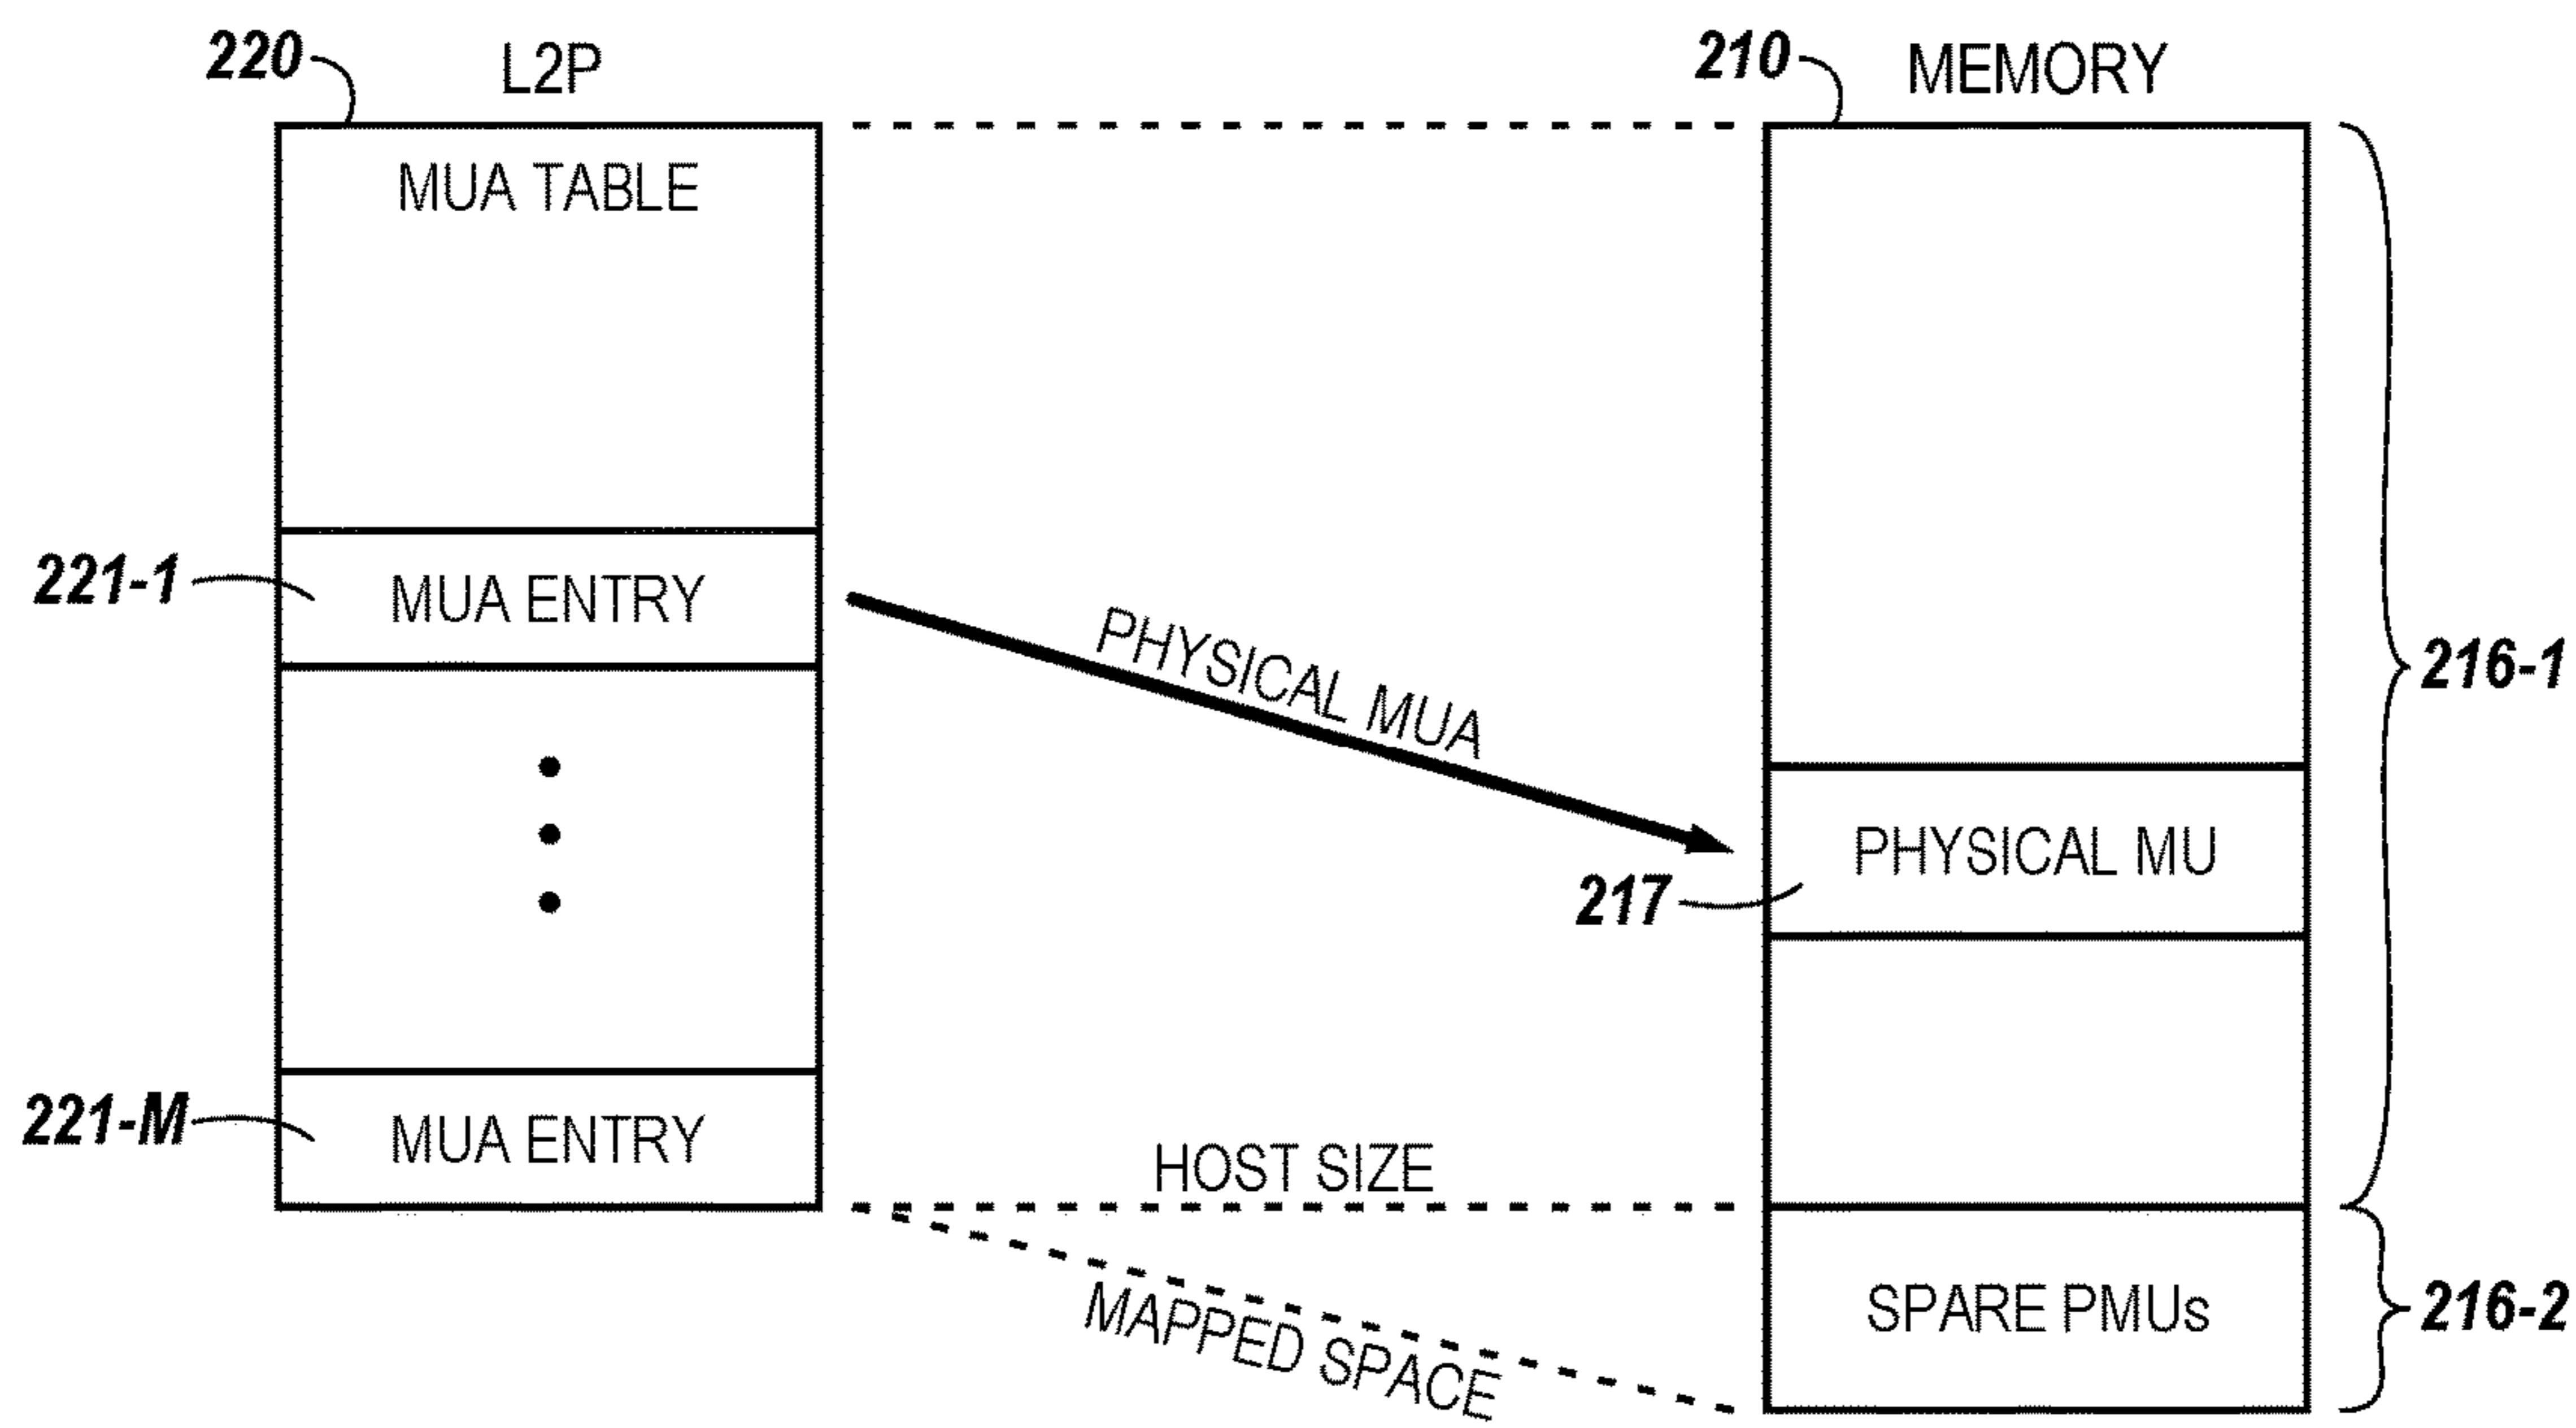 220
L2P
210
MEMORY
MUA TABLE
221-1
MUA ENTRY
PHYSICAL MUA
216-1
PHYSICAL MU
217
221-M
MUA ENTRY
HOST SIZE
MAPPED SPACE
SPARE PMUs
216-2